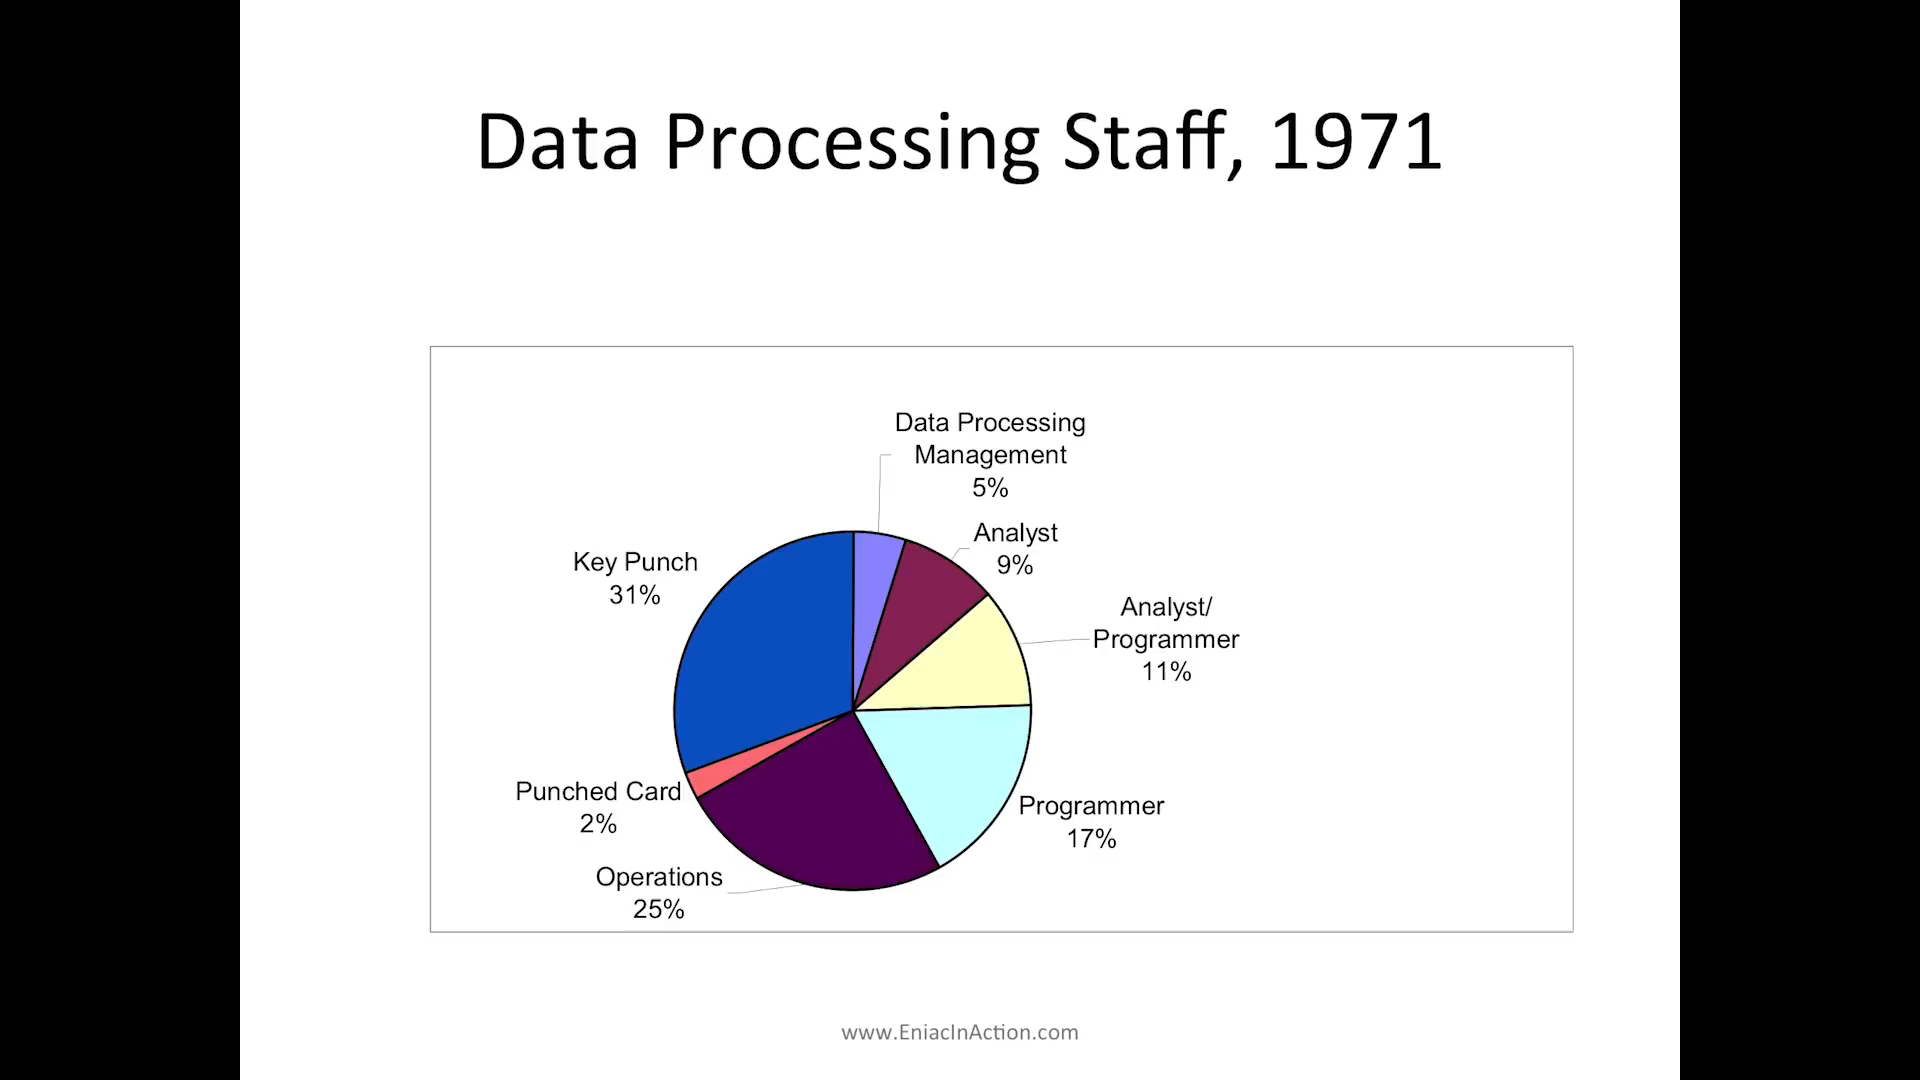 Data Processing Staff, 1971
Data Processing
Management
5%
Analyst
9%
Analyst/
Programmer
11%
Programmer
17%
Operations
25%
Punched Card
2%
Key Punch
31%
www.EniacInAction.com